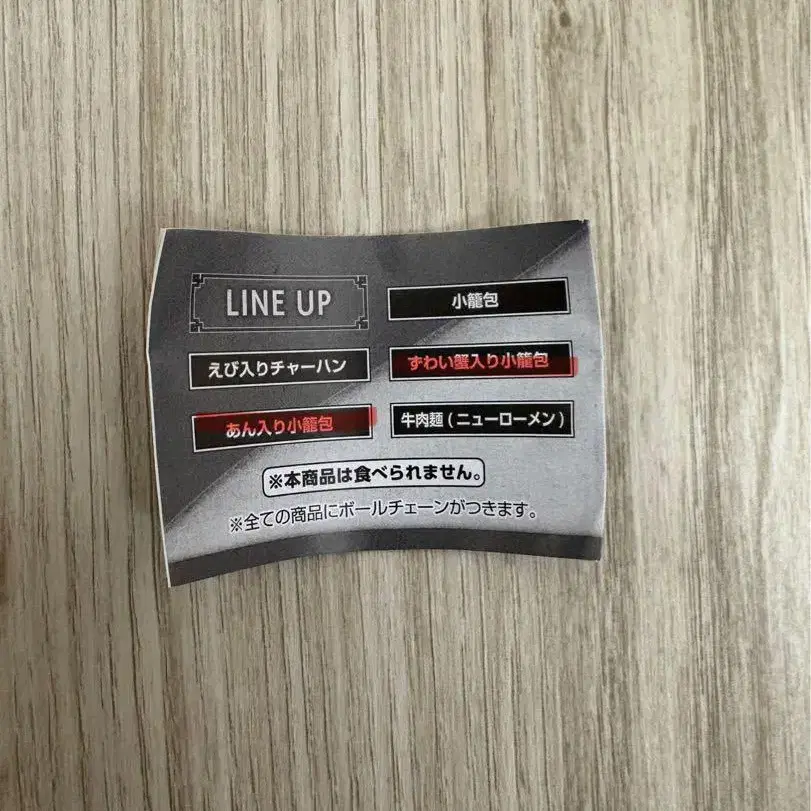 LINE UP
小籠包
えび入りチャーハン
ずわい蟹入り小籠包
あん入り小籠包
牛肉麺(ニューローメン)
※本商品は食べられません。
※全ての商品にボールチェーンがつきます。